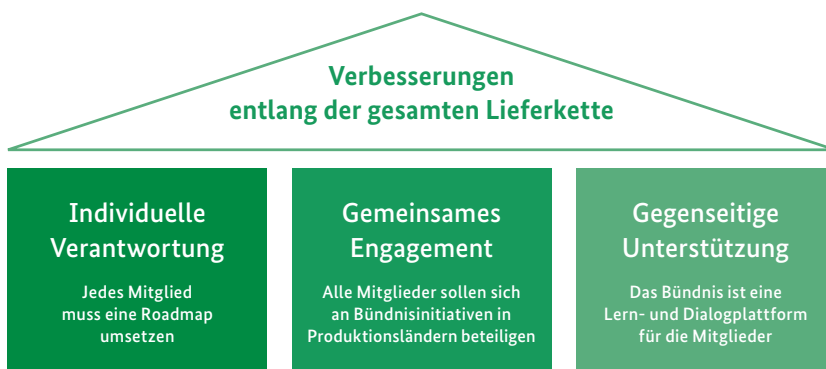 Verbesserungen
entlang der gesamten Lieferkette
Individuelle
Verantwortung
Jedes Mitglied
muss eine Roadmap
umsetzen
Gemeinsames
Engagement
Alle Mitglieder sollen sich
an Bündnisinitiativen in
Produktionsländern beteiligen
Gegenseitige
Unterstützung
Das Bündnis ist eine
Lern- und Dialogplattform
für die Mitglieder